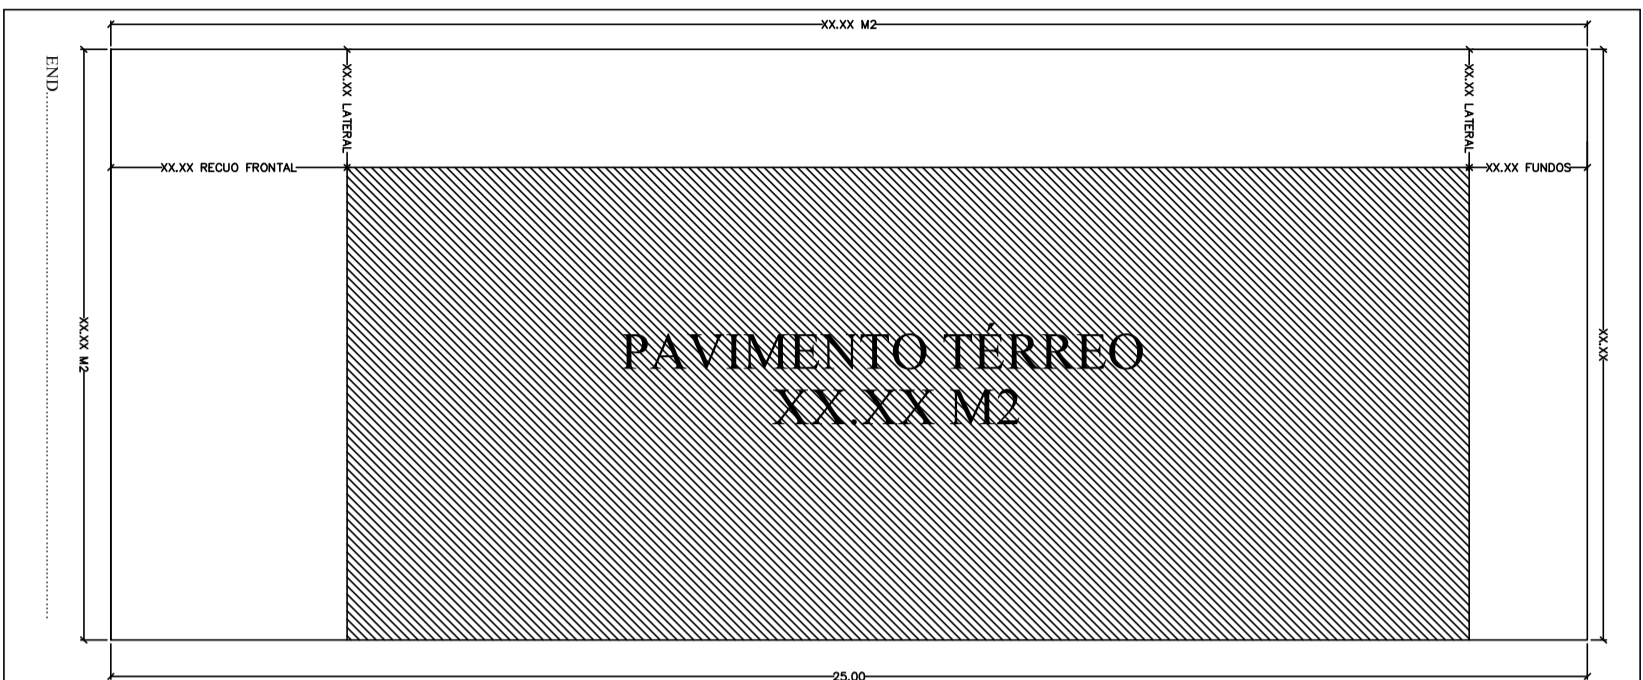 XX.XX M2
END
XX.XX LATERAL
XX.XX LATERAL
XX.XX RECUO FRONTAL
XX.XX FUNDOS
XX.XX M2
PAVIMENTO TÉRREO
XX.XX M2
XX.XX
25.00